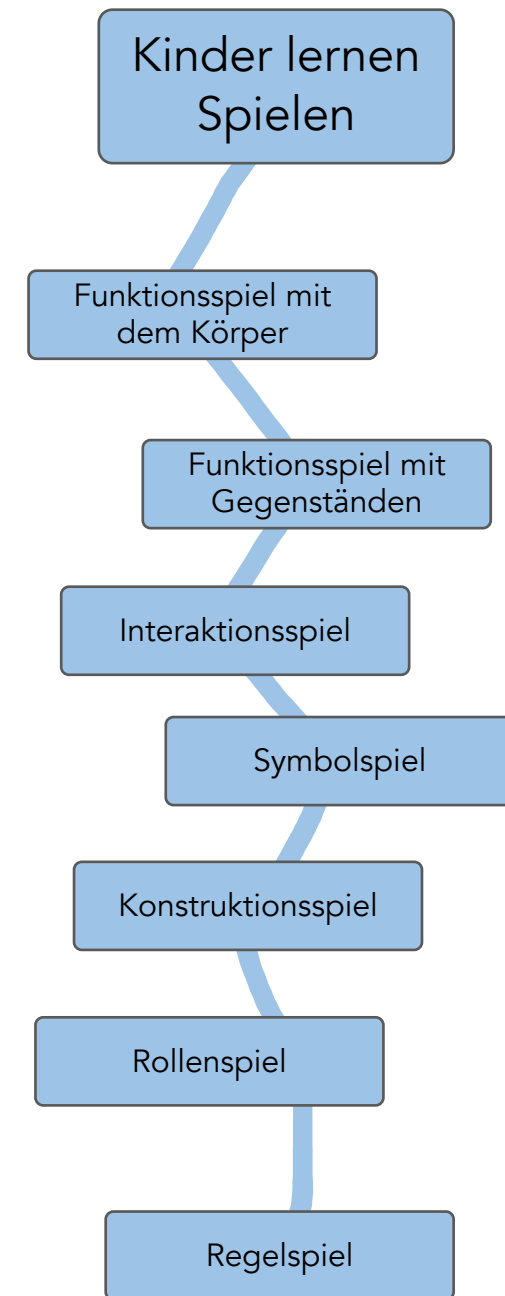 Kinder lernen
Spielen
Funktionsspiel mit
dem Körper
Funktionsspiel mit
Gegenständen
Interaktionsspiel
Symbolspiel
Konstruktionsspiel
Rollenspiel
Regelspiel